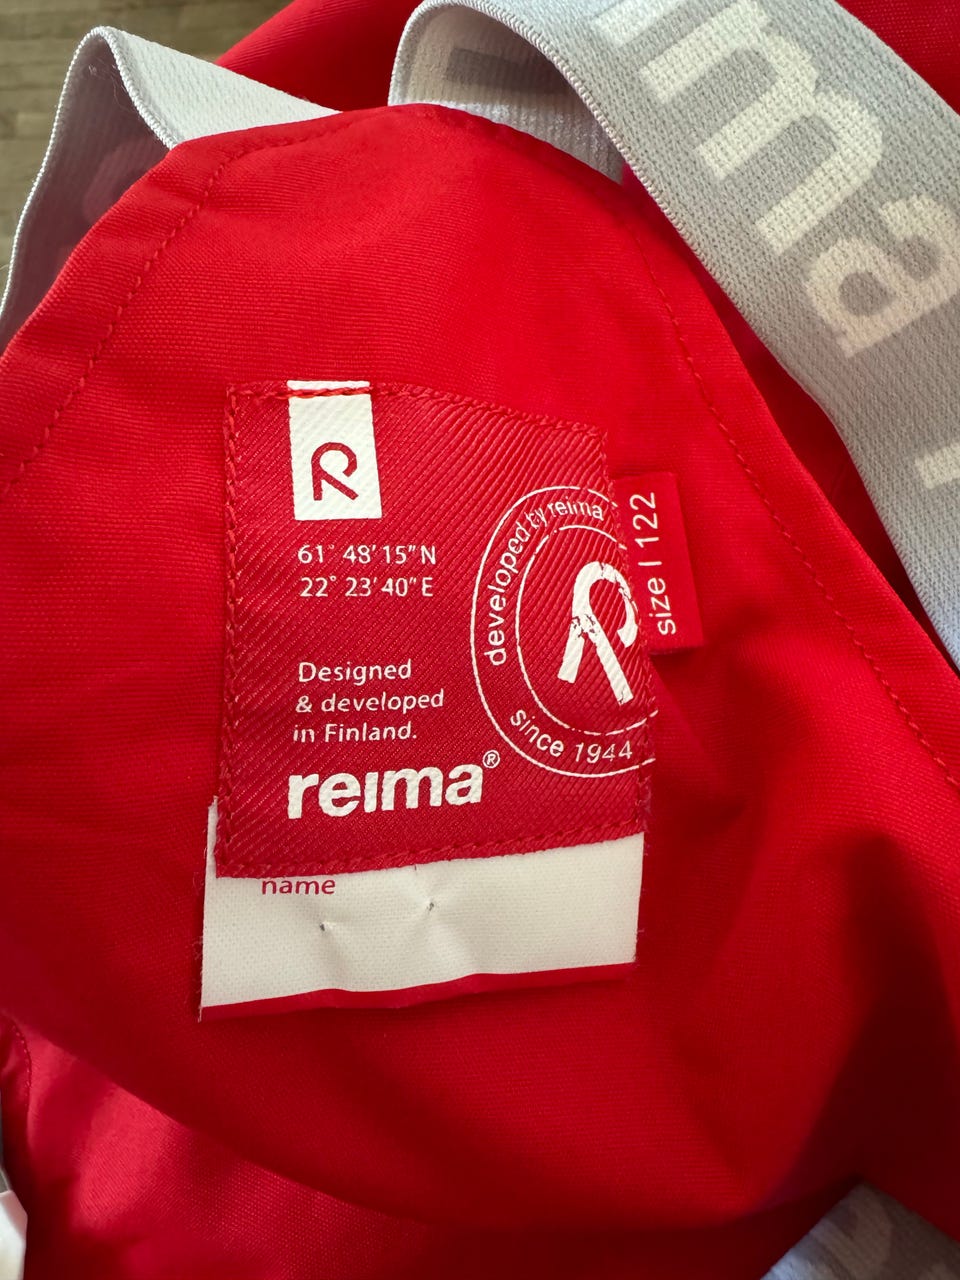 ma
61° 48' 15" N
22° 23' 40" E
developed by reima
since 1944
size | 122
Designed
& developed
in Finland.
reima®
name